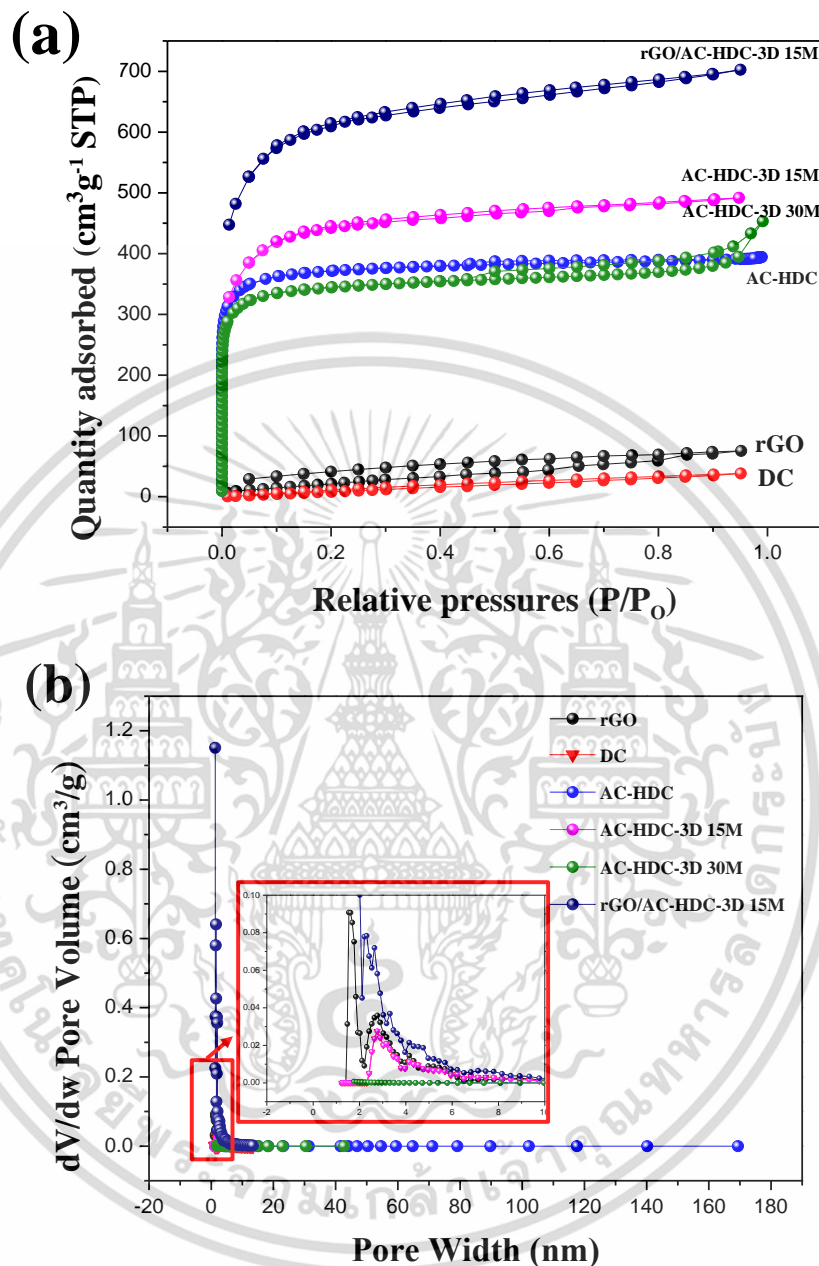 (a)
Quantity adsorbed (cm³g⁻¹ STP)
700
600
500
400
300
200
100
0
rGO/AC-HDC-3D 15M
AC-HDC-3D 15M
AC-HDC-3D 30M
AC-HDC
rGO
DC
0.0 0.2 0.4 0.6 0.8 1.0
Relative pressures (P/P_O)
(b)
dV/dw Pore Volume (cm³/g)
1.2
1.0
0.8
0.6
0.4
0.2
0.0
rGO
DC
AC-HDC
AC-HDC-3D 15M
AC-HDC-3D 30M
rGO/AC-HDC-3D 15M
0.10
0.08
0.06
0.04
0.02
0.00
-2 0 2 4 6 8 10
-20 0 20 40 60 80 100 120 140 160 180
Pore Width (nm)